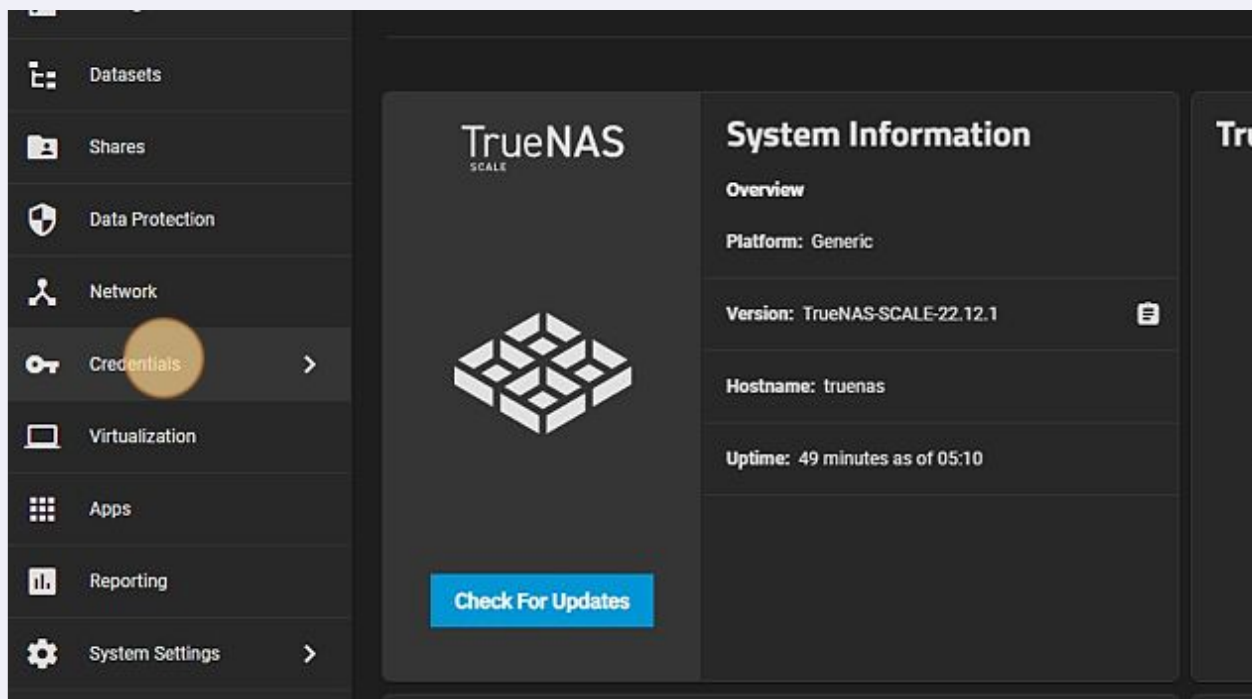 Datasets
Shares
Data Protection
Network
Credentials
Virtualization
Apps
Reporting
System Settings
TrueNAS
SCALE
Check For Updates
System Information
Overview
Platform: Generic
Version: TrueNAS-SCALE-22.12.1
Hostname: truenas
Uptime: 49 minutes as of 05:10